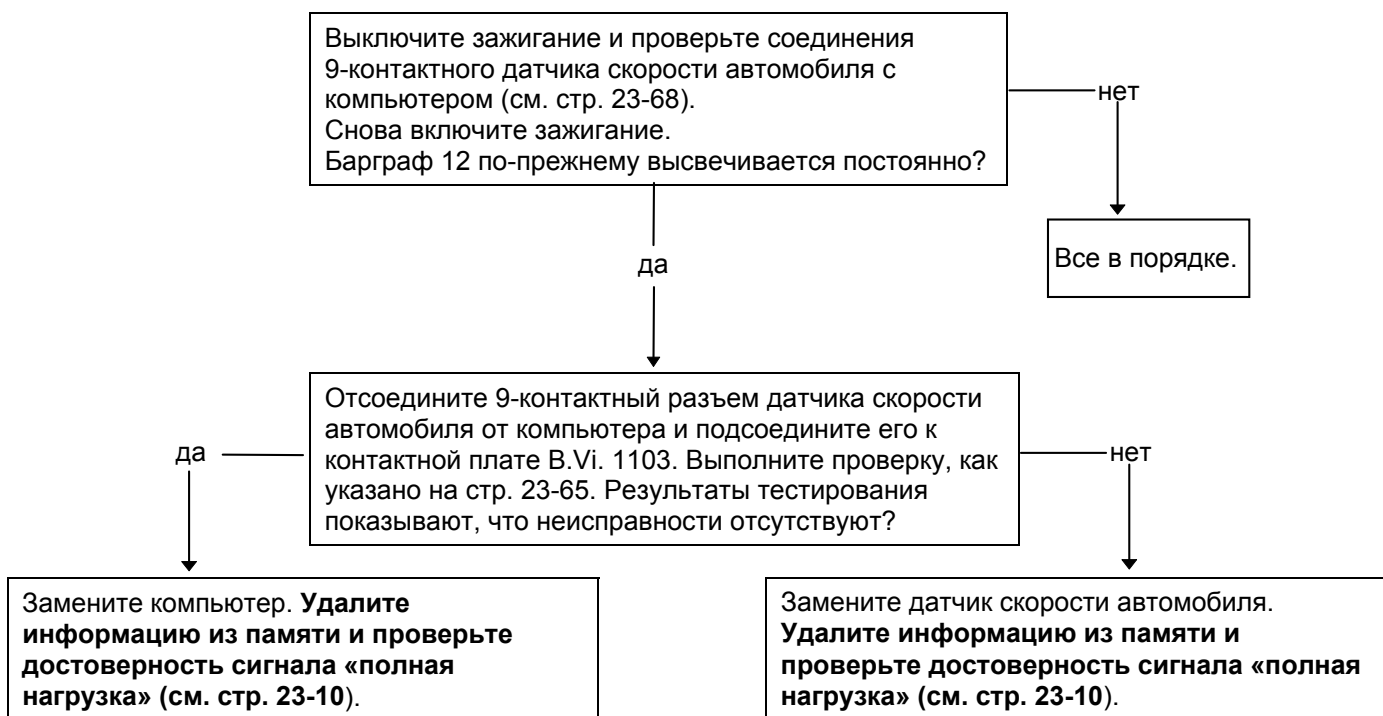 Выключите зажигание и проверьте соединения
9-контактного датчика скорости автомобиля с
компьютером (см. стр. 23-68).
Снова включите зажигание.
Барграф 12 по-прежнему высвечивается постоянно?
нет
Все в порядке.
да
Отсоедините 9-контактный разъем датчика скорости
автомобиля от компьютера и подсоедините его к
контактной плате B.Vi. 1103. Выполните проверку, как
указано на стр. 23-65. Результаты тестирования
показывают, что неисправности отсутствуют?
да
нет
Замените компьютер. Удалите
информацию из памяти и проверьте
достоверность сигнала «полная
нагрузка» (см. стр. 23-10).
Замените датчик скорости автомобиля.
Удалите информацию из памяти и
проверьте достоверность сигнала «полная
нагрузка» (см. стр. 23-10).